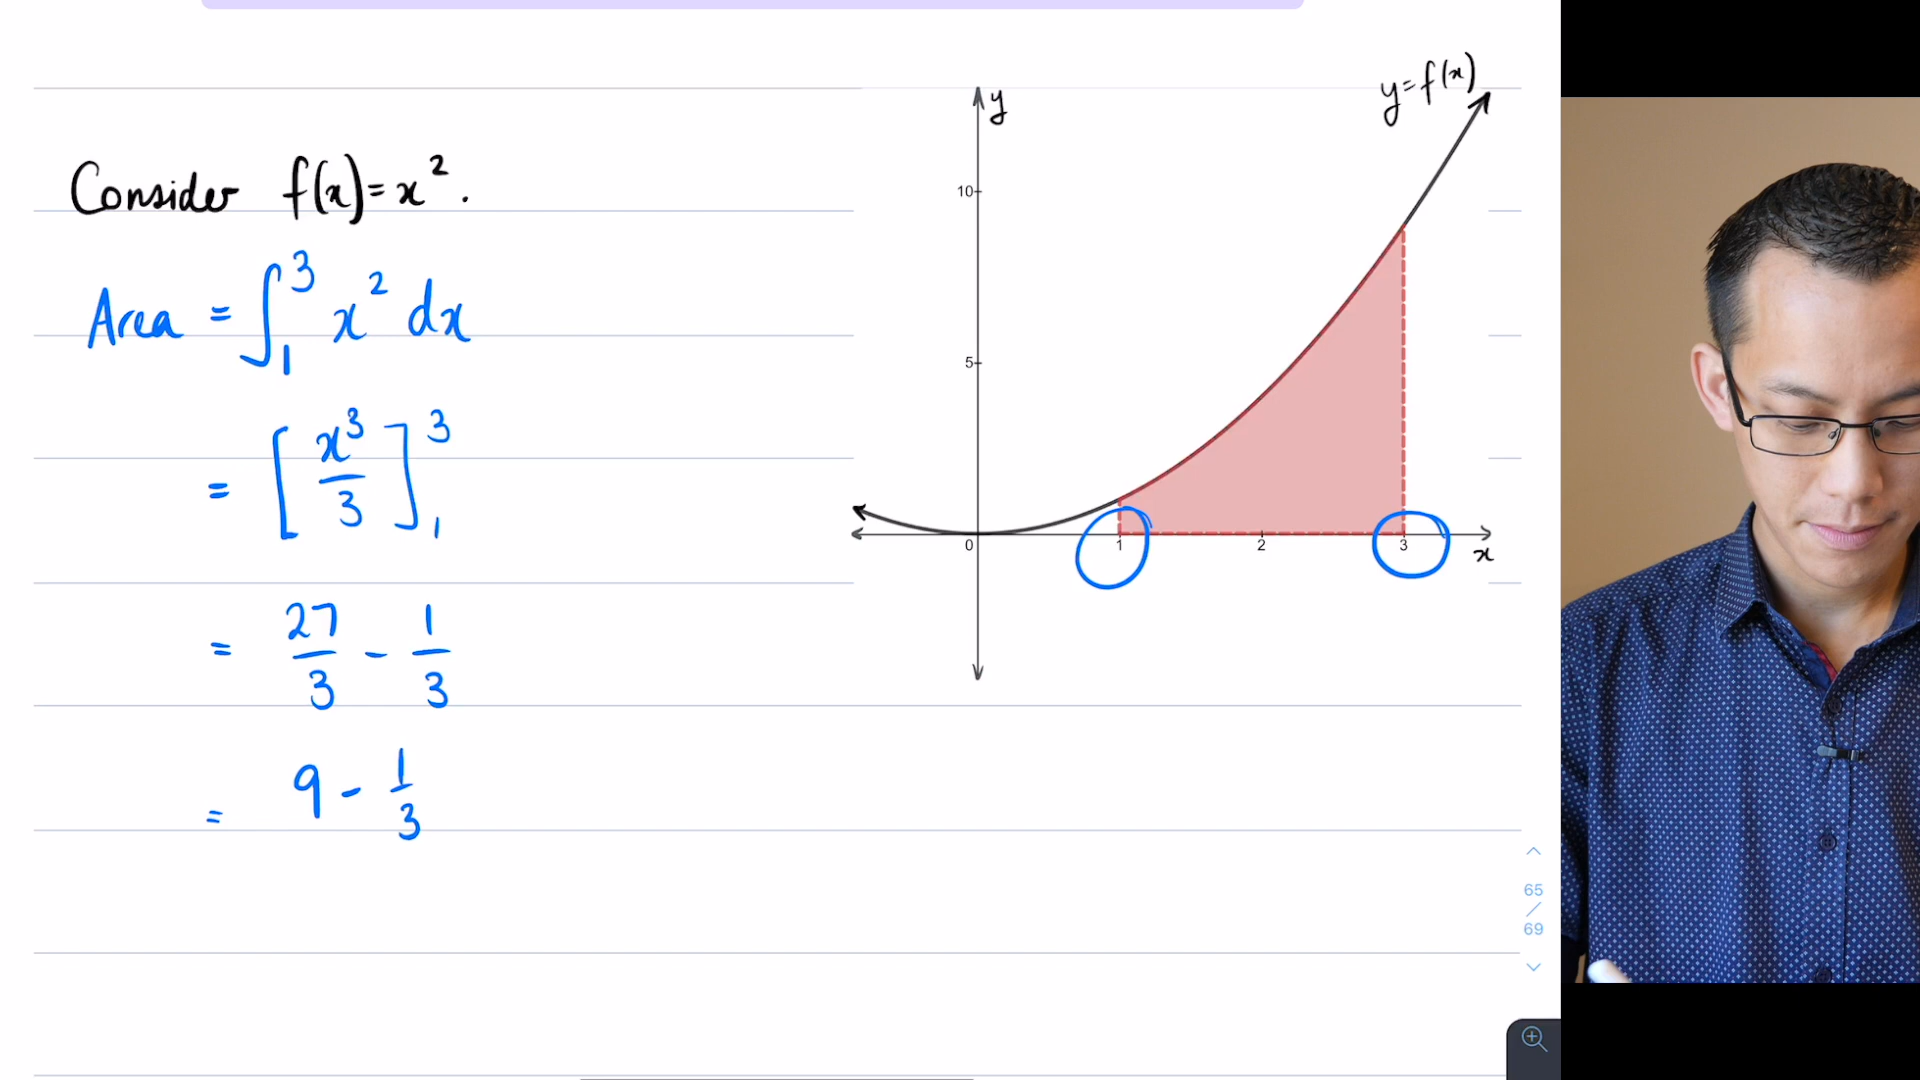 Consider f(x)=x².
Area = ∫₁³ x² dx
= [x³/3]₁³
= 27/3 - 1/3
= 9 - 1/3
y
y=f(x)
10
5
0 1 2 3
x
65
/
69